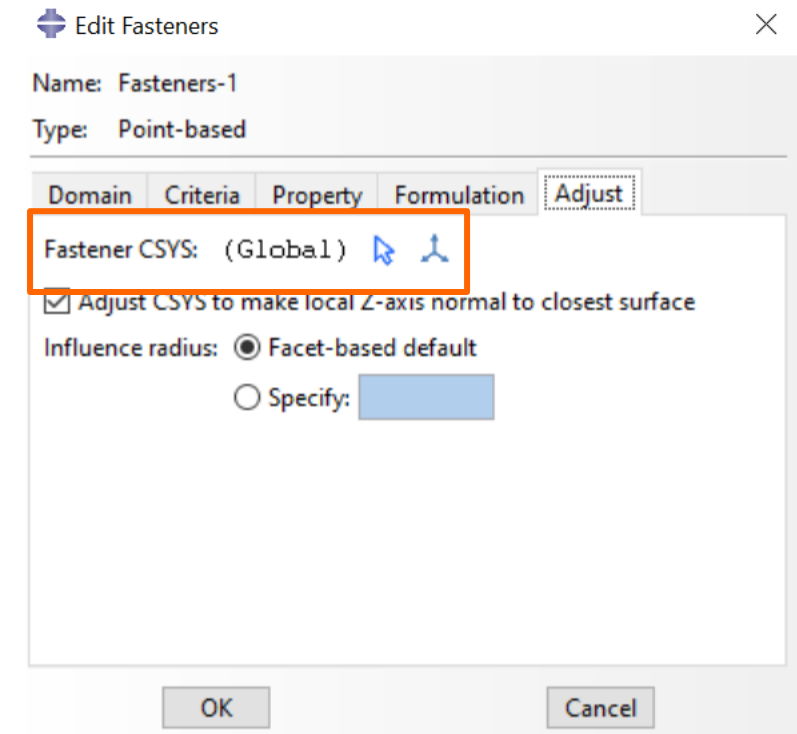 Edit Fasteners
Name: Fasteners-1
Type: Point-based
Domain Criteria Property Formulation Adjust
Fastener CSYS: (Global)
Adjust CSYS to make local Z-axis normal to closest surface
Influence radius: Facet-based default
Specify:
OK Cancel